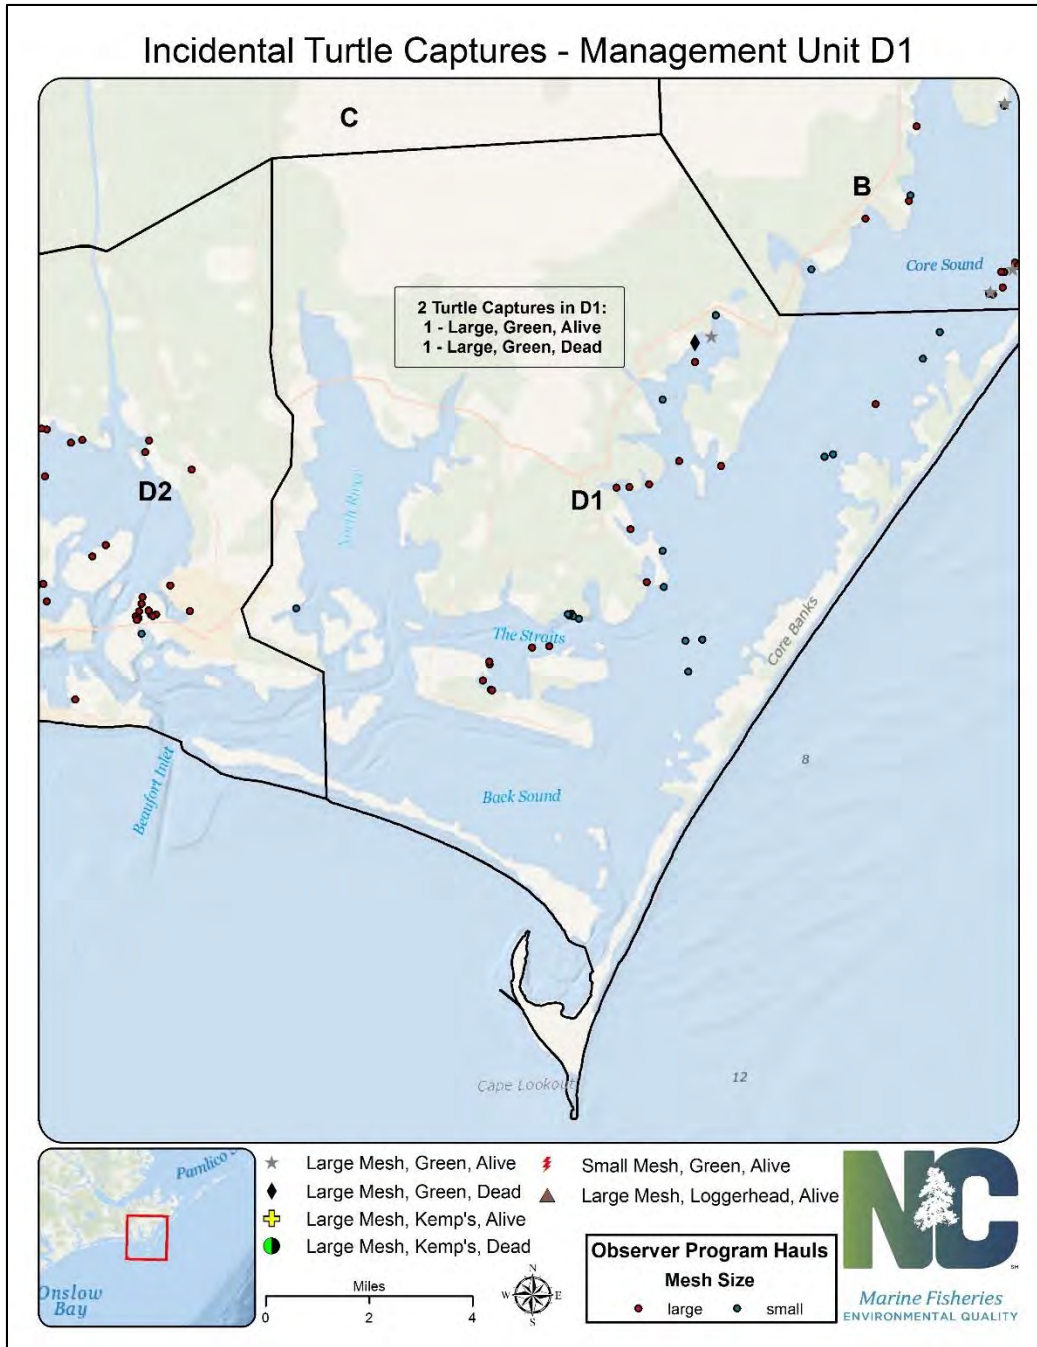 Incidental Turtle Captures - Management Unit D1
C
B
Core Sound
2 Turtle Captures in D1:
1 - Large, Green, Alive
1 - Large, Green, Dead
D2
D1
North River
The Straits
Core Banks
8
Beaufort Inlet
Back Sound
Cape Lookout
12
Pamlico
Onslow
Bay
Large Mesh, Green, Alive
Large Mesh, Green, Dead
Large Mesh, Kemp's, Alive
Large Mesh, Kemp's, Dead
Small Mesh, Green, Alive
Large Mesh, Loggerhead, Alive
Miles
0 2 4
N
W E
S
Observer Program Hauls
Mesh Size
large small
NC
Marine Fisheries
ENVIRONMENTAL QUALITY